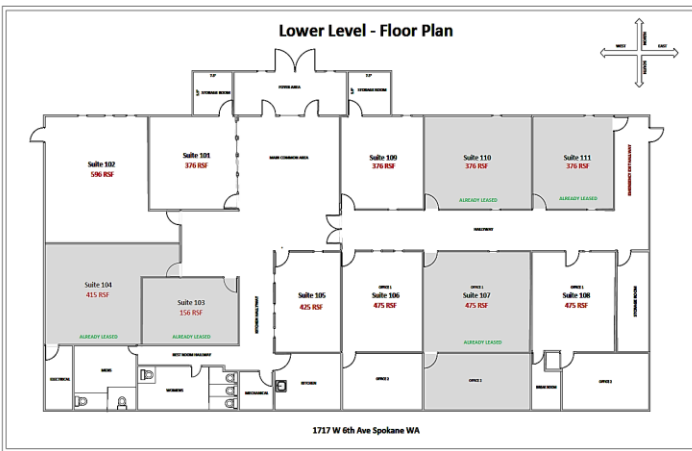 Lower Level - Floor Plan
NORTH
WEST
EAST
SOUTH
7.5'
STORAGE ROOM
FOYER AREA
7.5'
STORAGE ROOM
Suite 102
596 RSF
Suite 101
376 RSF
MAIN COMMON AREA
Suite 109
376 RSF
Suite 110
376 RSF
ALREADY LEASED
Suite 111
376 RSF
ALREADY LEASED
EMERGENCY EXIT HALLWAY
HALLWAY
Suite 104
415 RSF
ALREADY LEASED
Suite 103
156 RSF
ALREADY LEASED
KITCHEN HALLWAY
Suite 105
425 RSF
OFFICE 1
Suite 106
475 RSF
OFFICE 1
Suite 107
475 RSF
ALREADY LEASED
OFFICE 1
Suite 108
475 RSF
STORAGE ROOM
REST ROOM HALLWAY
ELECTRICAL
MENS
WOMENS
MECHANICAL
KITCHEN
OFFICE 2
OFFICE 2
BREAK ROOM
OFFICE 2
1717 W 6th Ave Spokane WA